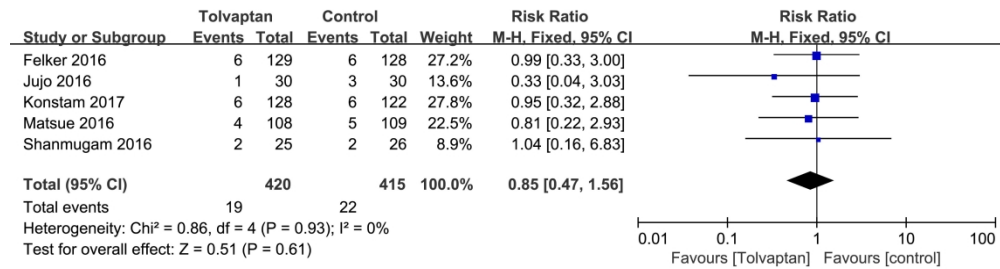 Tolvaptan Control Risk Ratio Risk Ratio
Study or Subgroup Events Total Events Total Weight M-H, Fixed, 95% CI M-H, Fixed, 95% CI
Felker 2016 6 129 6 128 27.2% 0.99 [0.33, 3.00]
Jujo 2016 1 30 3 30 13.6% 0.33 [0.04, 3.03]
Konstam 2017 6 128 6 122 27.8% 0.95 [0.32, 2.88]
Matsue 2016 4 108 5 109 22.5% 0.81 [0.22, 2.93]
Shanmugam 2016 2 25 2 26 8.9% 1.04 [0.16, 6.83]
Total (95% CI) 420 415 100.0% 0.85 [0.47, 1.56]
Total events 19 22
Heterogeneity: Chi² = 0.86, df = 4 (P = 0.93); I² = 0%
Test for overall effect: Z = 0.51 (P = 0.61)
0.01 0.1 1 10 100
Favours [Tolvaptan] Favours [control]